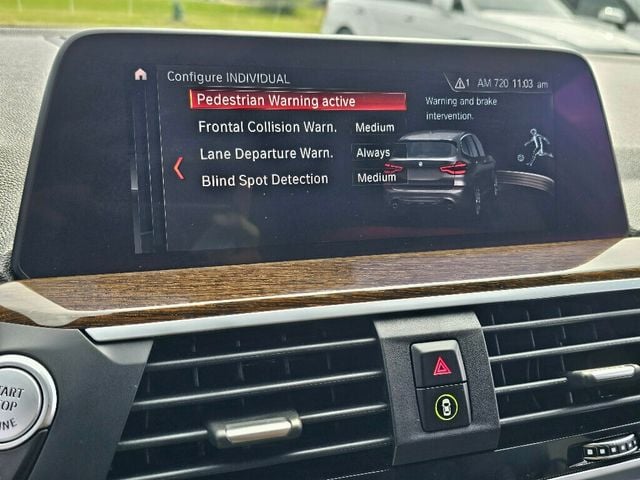 Configure INDIVIDUAL
1 AM 720 11:03 am
Pedestrian Warning active
Frontal Collision Warn. Medium
Lane Departure Warn. Always
Blind Spot Detection Medium
Warning and brake
intervention.
START